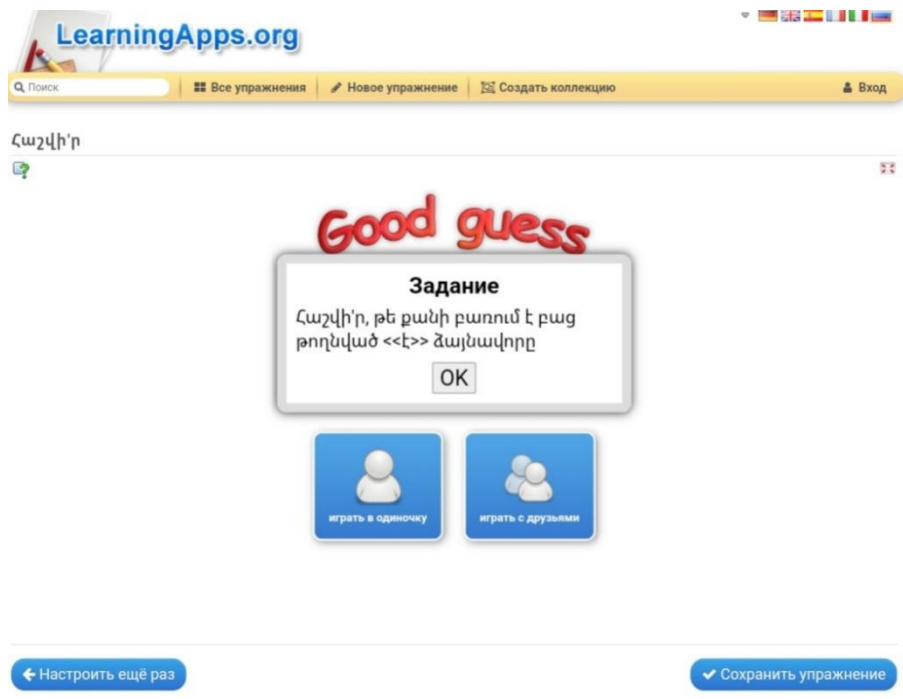 LearningApps.org
Поиск
Все упражнения
Новое упражнение
Создать коллекцию
Вход
Հաշվի'ր
Good guess
Задание
Հաշվի'ր, թե քանի բառում է բաց
թողնված <<է>> ձայնավորը
OK
играть в одиночку
играть с друзьями
Настроить ещё раз
Сохранить упражнение